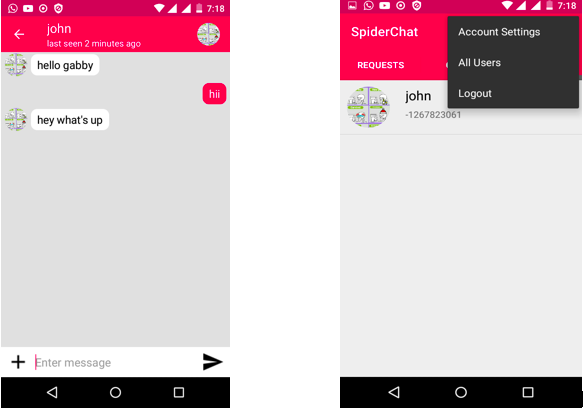 7:18
john
last seen 2 minutes ago
hello gabby
hii
hey what's up
Enter message
7:18
SpiderChat
Account Settings
REQUESTS
All Users
Logout
john
-1267823061